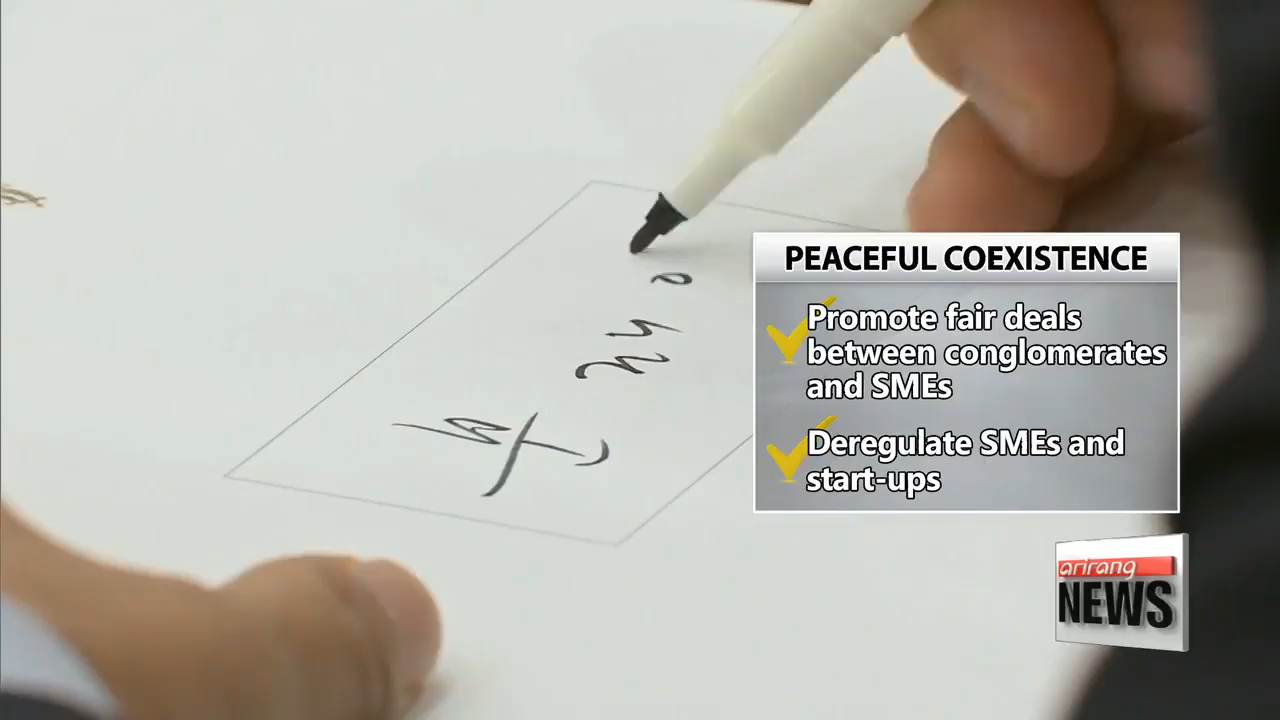 PEACEFUL COEXISTENCE
Promote fair deals
between conglomerates
and SMEs
Deregulate SMEs and
start-ups
arirang
NEWS